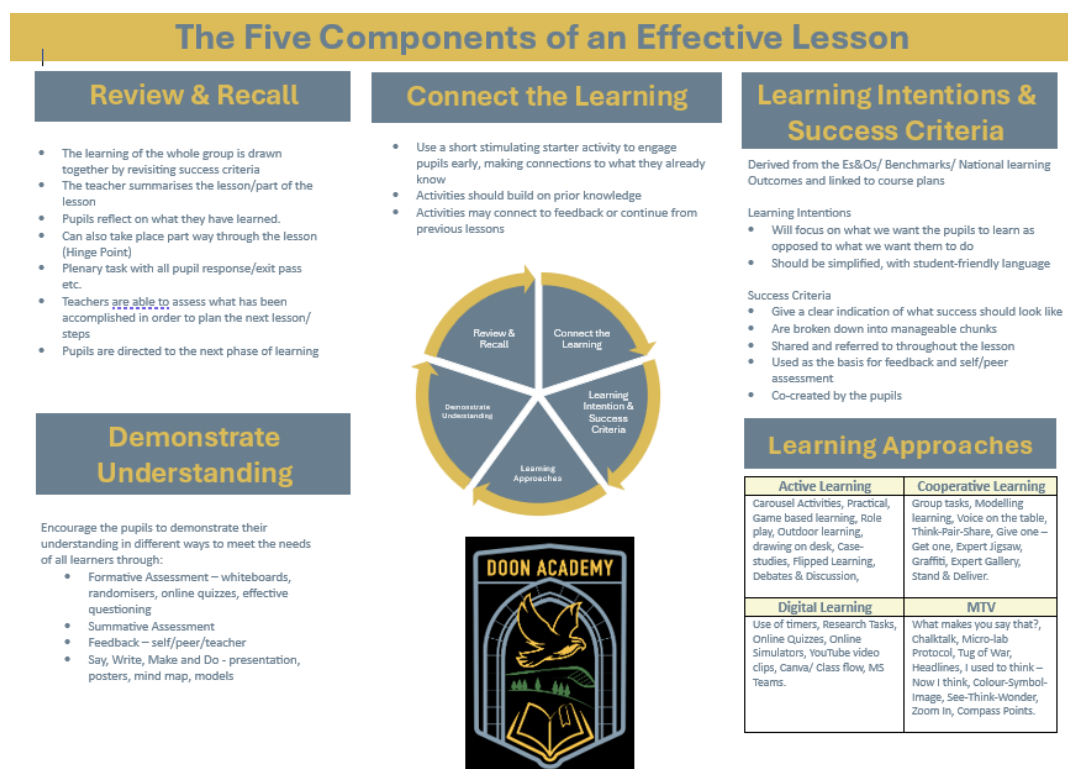 The Five Components of an Effective Lesson
Review & Recall
• The learning of the whole group is drawn
together by revisiting success criteria
• The teacher summarises the lesson/part of the
lesson
• Pupils reflect on what they have learned.
• Can also take place part way through the lesson
(Hinge Point)
• Plenary task with all pupil response/exit pass
etc.
• Teachers are able to assess what has been
accomplished in order to plan the next lesson/
steps
• Pupils are directed to the next phase of learning
Demonstrate
Understanding
Encourage the pupils to demonstrate their
understanding in different ways to meet the needs
of all learners through:
• Formative Assessment – whiteboards,
randomisers, online quizzes, effective
questioning
• Summative Assessment
• Feedback – self/peer/teacher
• Say, Write, Make and Do - presentation,
posters, mind map, models
Connect the Learning
• Use a short stimulating starter activity to engage
pupils early, making connections to what they already
know
• Activities should build on prior knowledge
• Activities may connect to feedback or continue from
previous lessons
Review &
Recall
Connect the
Learning
Learning
Intention &
Success
Criteria
Learning
Approaches
Demonstrate
Understanding
DOON ACADEMY
Learning Intentions &
Success Criteria
Derived from the Es&Os/ Benchmarks/ National learning
Outcomes and linked to course plans
Learning Intentions
• Will focus on what we want the pupils to learn as
opposed to what we want them to do
• Should be simplified, with student-friendly language
Success Criteria
• Give a clear indication of what success should look like
• Are broken down into manageable chunks
• Shared and referred to throughout the lesson
• Used as the basis for feedback and self/peer
assessment
• Co-created by the pupils
Learning Approaches
Active Learning
Carousel Activities, Practical,
Game based learning, Role
play, Outdoor learning,
drawing on desk, Case-
studies, Flipped Learning,
Debates & Discussion,
Cooperative Learning
Group tasks, Modelling
learning, Voice on the table,
Think-Pair-Share, Give one –
Get one, Expert Jigsaw,
Graffiti, Expert Gallery,
Stand & Deliver.
Digital Learning
Use of timers, Research Tasks,
Online Quizzes, Online
Simulators, YouTube video
clips, Canva/ Class flow, MS
Teams.
MTV
What makes you say that?,
Chalktalk, Micro-lab
Protocol, Tug of War,
Headlines, I used to think –
Now I think, Colour-Symbol-
Image, See-Think-Wonder,
Zoom In, Compass Points.